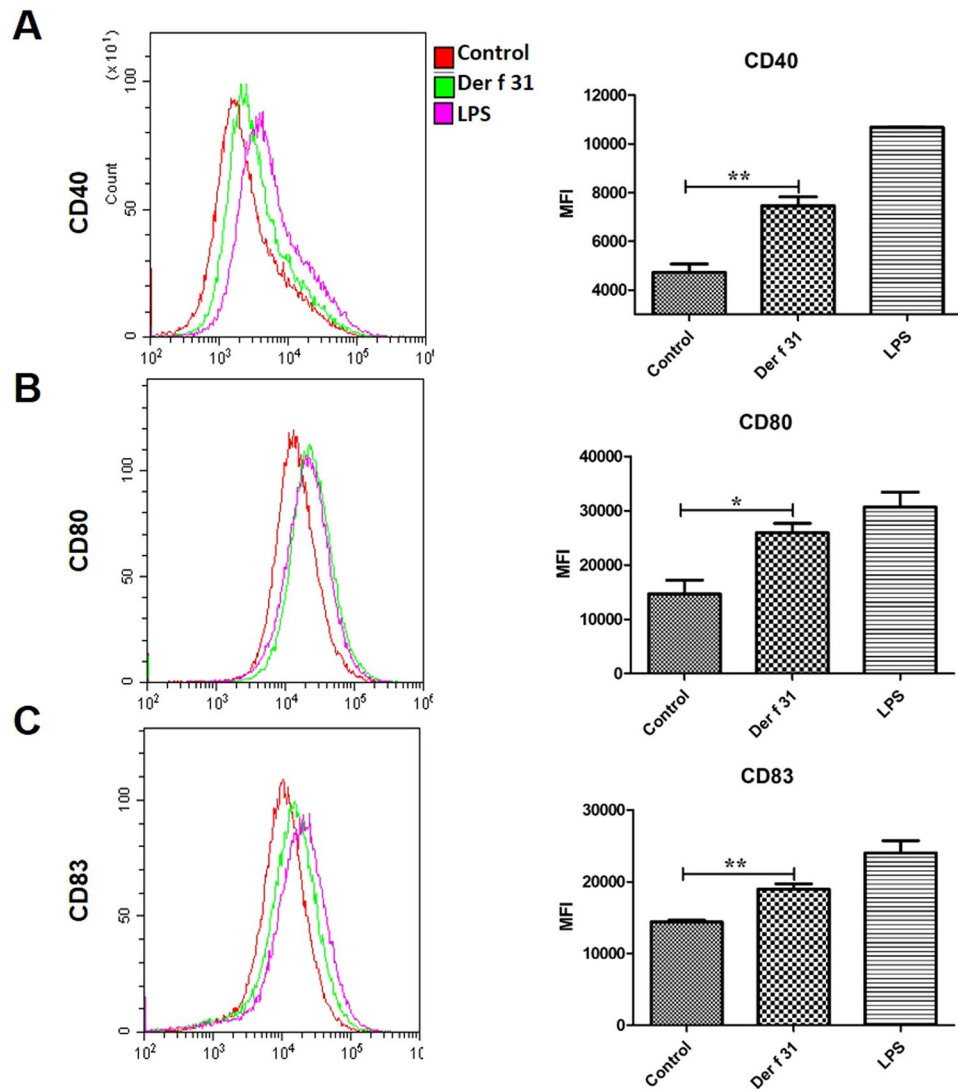 A
(x 10¹)
Count
CD40
100
50
0
10² 10³ 10⁴ 10⁵ 10
Control
Der f 31
LPS
CD40
MFI
12000
10000
8000
6000
4000
**
Control Der f 31 LPS
B
CD80
100
50
0
10² 10³ 10⁴ 10⁵ 10⁶
CD80
MFI
40000
30000
20000
10000
0
*
Control Der f 31 LPS
C
CD83
100
50
0
10² 10³ 10⁴ 10⁵ 10
CD83
MFI
30000
20000
10000
0
**
Control Der f 31 LPS